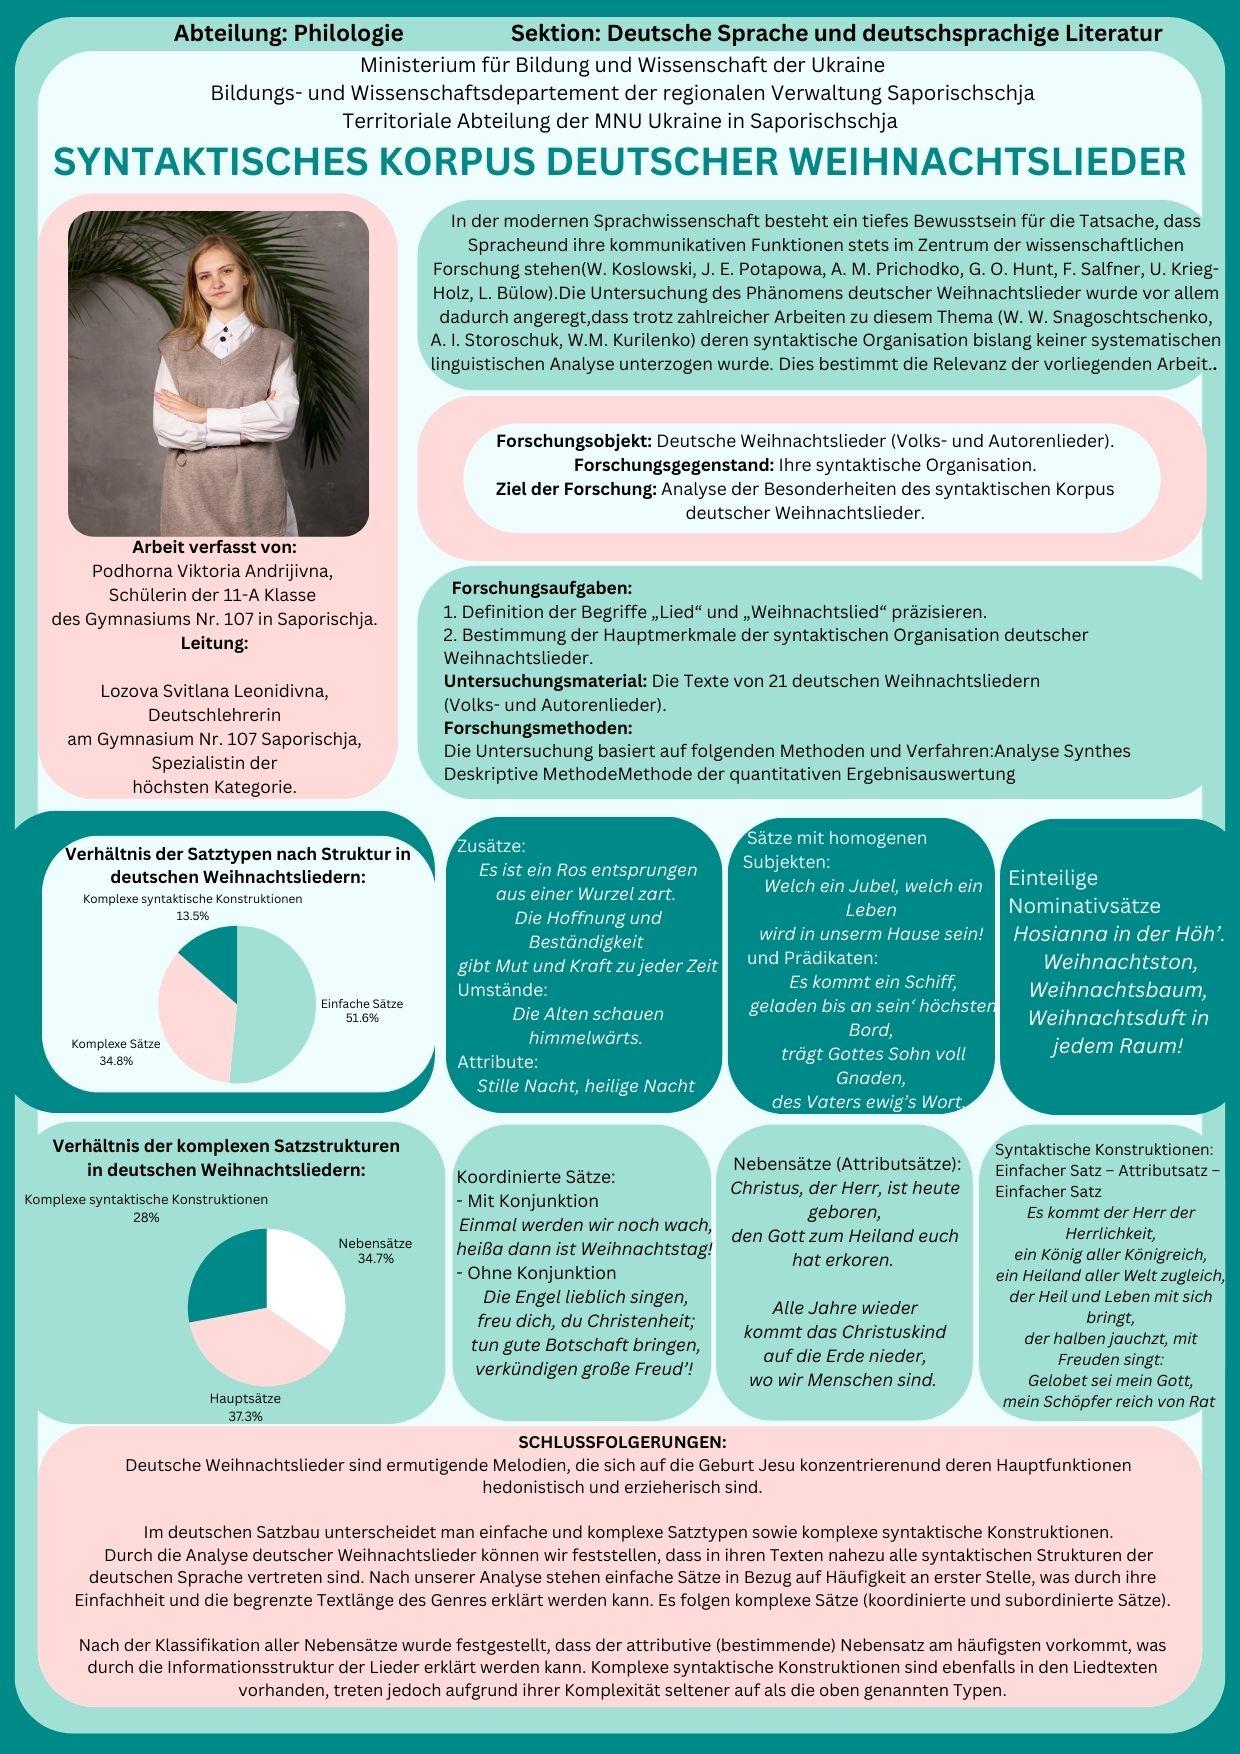 Abteilung: Philologie
Sektion: Deutsche Sprache und deutschsprachige Literatur
Ministerium für Bildung und Wissenschaft der Ukraine
Bildungs- und Wissenschaftsdepartement der regionalen Verwaltung Saporischschja
Territoriale Abteilung der MNU Ukraine in Saporischschja
SYNTAKTISCHES KORPUS DEUTSCHER WEIHNACHTSLIEDER
Arbeit verfasst von:
Podhorna Viktoria Andrijivna,
Schülerin der 11-A Klasse
des Gymnasiums Nr. 107 in Saporischja.
Leitung:
Lozova Svitlana Leonidivna,
Deutschlehrerin
am Gymnasium Nr. 107 Saporischja,
Spezialistin der
höchsten Kategorie.
In der modernen Sprachwissenschaft besteht ein tiefes Bewusstsein für die Tatsache, dass
Spracheund ihre kommunikativen Funktionen stets im Zentrum der wissenschaftlichen
Forschung stehen(W. Koslowski, J. E. Potapowa, A. M. Prihodko, G. O. Hunt, F. Salfner, U. Krieg-
Holz, L. Bülow).Die Untersuchung des Phänomens deutscher Weihnachtslieder wurde vor allem
dadurch angeregt,dass trotz zahlreicher Arbeiten zu diesem Thema (W. W. Snagoschtschenko,
A. I. Storoschuk, W.M. Kurilenko) deren syntaktische Organisation bislang keiner systematischen
linguistischen Analyse unterzogen wurde. Dies bestimmt die Relevanz der vorliegenden Arbeit..
Forschungsobjekt: Deutsche Weihnachtslieder (Volks- und Autorenlieder).
Forschungsgegenstand: Ihre syntaktische Organisation.
Ziel der Forschung: Analyse der Besonderheiten des syntaktischen Korpus
deutscher Weihnachtslieder.
Forschungsaufgaben:
1. Definition der Begriffe „Lied“ und „Weihnachtslied“ präzisieren.
2. Bestimmung der Hauptmerkmale der syntaktischen Organisation deutscher
Weihnachtslieder.
Untersuchungsmaterial: Die Texte von 21 deutschen Weihnachtsliedern
(Volks- und Autorenlieder).
Forschungsmethoden:
Die Untersuchung basiert auf folgenden Methoden und Verfahren:Analyse Synthes
Deskriptive MethodeMethode der quantitativen Ergebnisauswertung
Verhältnis der Satztypen nach Struktur in
deutschen Weihnachtsliedern:
Komplexe syntaktische Konstruktionen
13.5%
Einfache Sätze
51.6%
Komplexe Sätze
34.8%
Zusätze:
Es ist ein Ros entsprungen
aus einer Wurzel zart.
Die Hoffnung und
Beständigkeit
gibt Mut und Kraft zu jeder Zeit
Umstände:
Die Alten schauen
himmelwärts.
Attribute:
Stille Nacht, heilige Nacht
Sätze mit homogenen
Subjekten:
Welch ein Jubel, welch ein
Leben
wird in unserm Hause sein!
und Prädikaten:
Es kommt ein Schiff,
geladen bis an sein‘ höchsten
Bord,
trägt Gottes Sohn voll
Gnaden,
des Vaters ewig’s Wort.
Einteilige
Nominativsätze
Hosianna in der Höh’.
Weihnachtston,
Weihnachtsbaum,
Weihnachtsduft in
jedem Raum!
Verhältnis der komplexen Satzstrukturen
in deutschen Weihnachtsliedern:
Komplexe syntaktische Konstruktionen
28%
Nebensätze
34.7%
Hauptsätze
37.3%
Koordinierte Sätze:
- Mit Konjunktion
Einmal werden wir noch wach,
heißa dann ist Weihnachtstag!
- Ohne Konjunktion
Die Engel lieblich singen,
freu dich, du Christenheit;
tun gute Botschaft bringen,
verkündigen große Freud’!
Nebensätze (Attributsätze):
Christus, der Herr, ist heute
geboren,
den Gott zum Heiland euch
hat erkoren.
Alle Jahre wieder
kommt das Christuskind
auf die Erde nieder,
wo wir Menschen sind.
Syntaktische Konstruktionen:
Einfacher Satz – Attributsatz –
Einfacher Satz
Es kommt der Herr der
Herrlichkeit,
ein König aller Königreich,
ein Heiland aller Welt zugleich,
der Heil und Leben mit sich
bringt,
der halben jauchzt, mit
Freuden singt:
Gelobet sei mein Gott,
mein Schöpfer reich von Rat
SCHLUSSFOLGERUNGEN:
Deutsche Weihnachtslieder sind ermutigende Melodien, die sich auf die Geburt Jesu konzentrierenund deren Hauptfunktionen
hedonistisch und erzieherisch sind.
Im deutschen Satzbau unterscheidet man einfache und komplexe Satztypen sowie komplexe syntaktische Konstruktionen.
Durch die Analyse deutscher Weihnachtslieder können wir feststellen, dass in ihren Texten nahezu alle syntaktischen Strukturen der
deutschen Sprache vertreten sind. Nach unserer Analyse stehen einfache Sätze in Bezug auf Häufigkeit an erster Stelle, was durch ihre
Einfachheit und die begrenzte Textlänge des Genres erklärt werden kann. Es folgen komplexe Sätze (koordinierte und subordinierte Sätze).
Nach der Klassifikation aller Nebensätze wurde festgestellt, dass der attributive (bestimmende) Nebensatz am häufigsten vorkommt, was
durch die Informationsstruktur der Lieder erklärt werden kann. Komplexe syntaktische Konstruktionen sind ebenfalls in den Liedtexten
vorhanden, treten jedoch aufgrund ihrer Komplexität seltener auf als die oben genannten Typen.